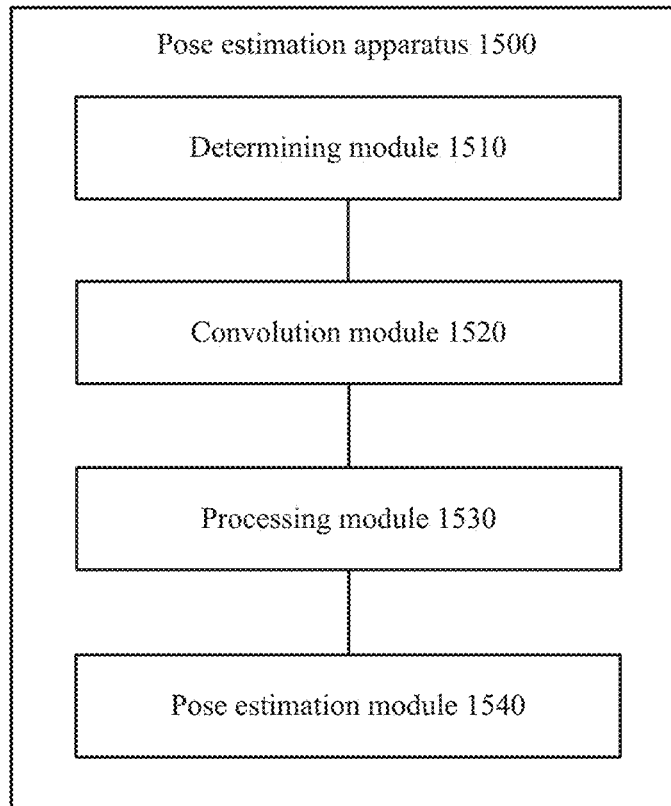 Pose estimation apparatus 1500
Determining module 1510
Convolution module 1520
Processing module 1530
Pose estimation module 1540